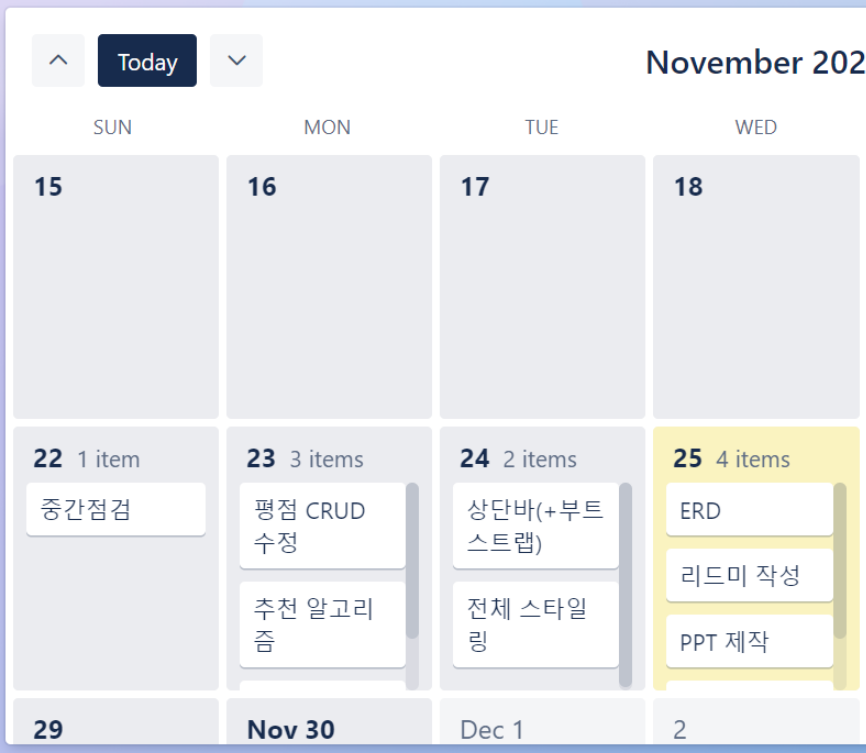 Today
November 202
SUN MON TUE WED
15 16 17 18
22 1 item
중간점검
23 3 items
평점 CRUD
수정
추천 알고리
즘
24 2 items
상단바(+부트
스트랩)
전체 스타일
링
25 4 items
ERD
리드미 작성
PPT 제작
29 Nov 30 Dec 1 2